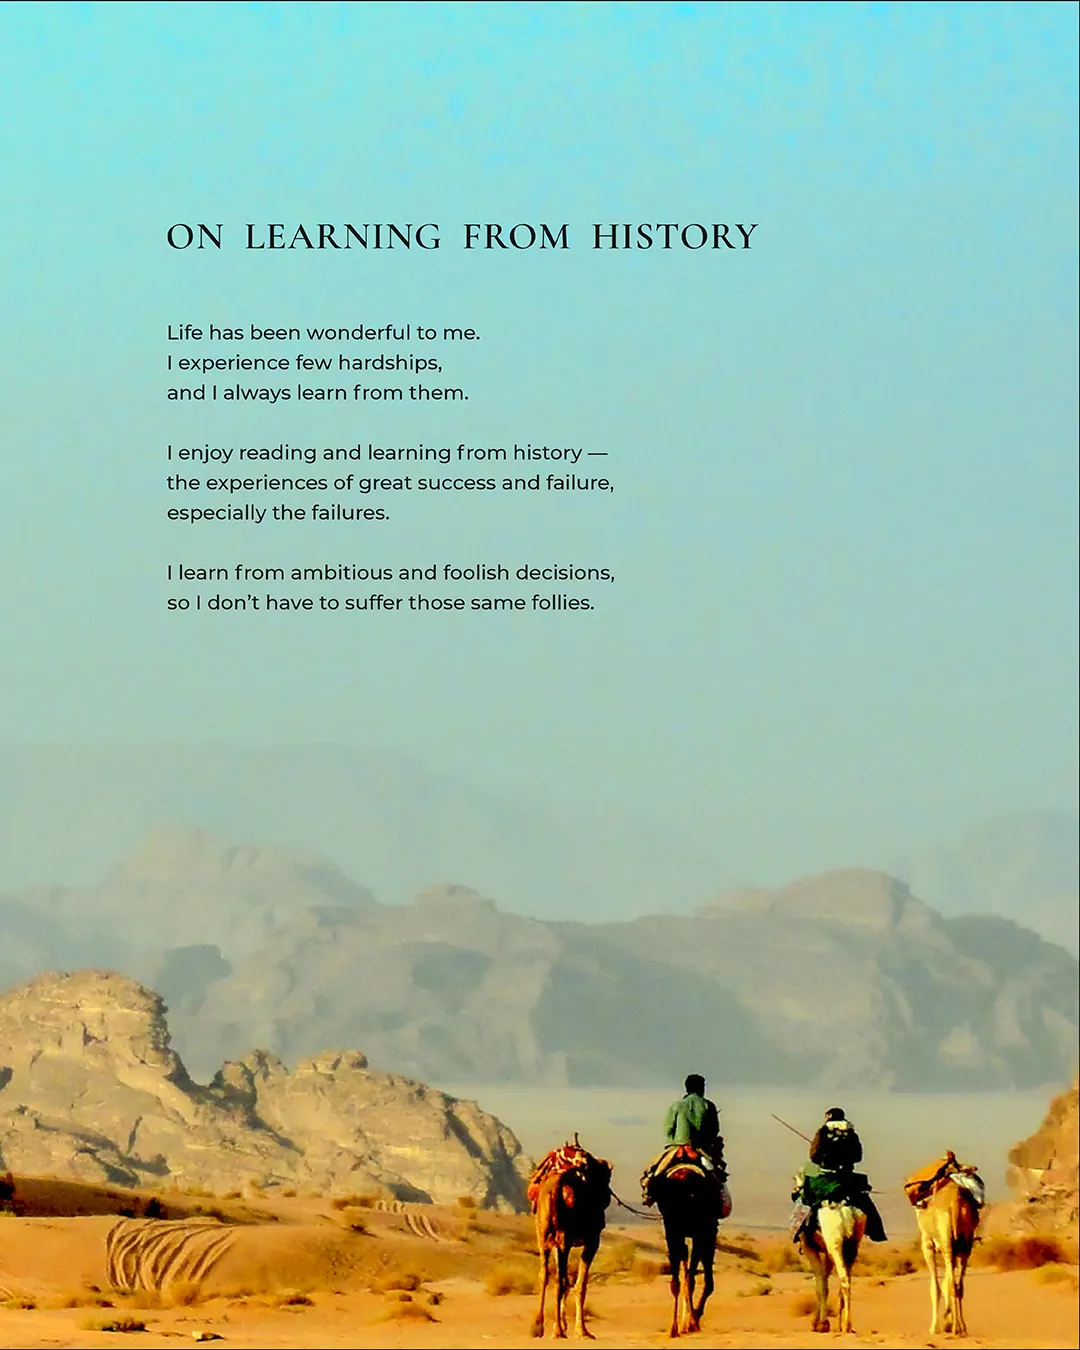 ON LEARNING FROM HISTORY
Life has been wonderful to me.
I experience few hardships,
and I always learn from them.
I enjoy reading and learning from history —
the experiences of great success and failure,
especially the failures.
I learn from ambitious and foolish decisions,
so I don’t have to suffer those same follies.